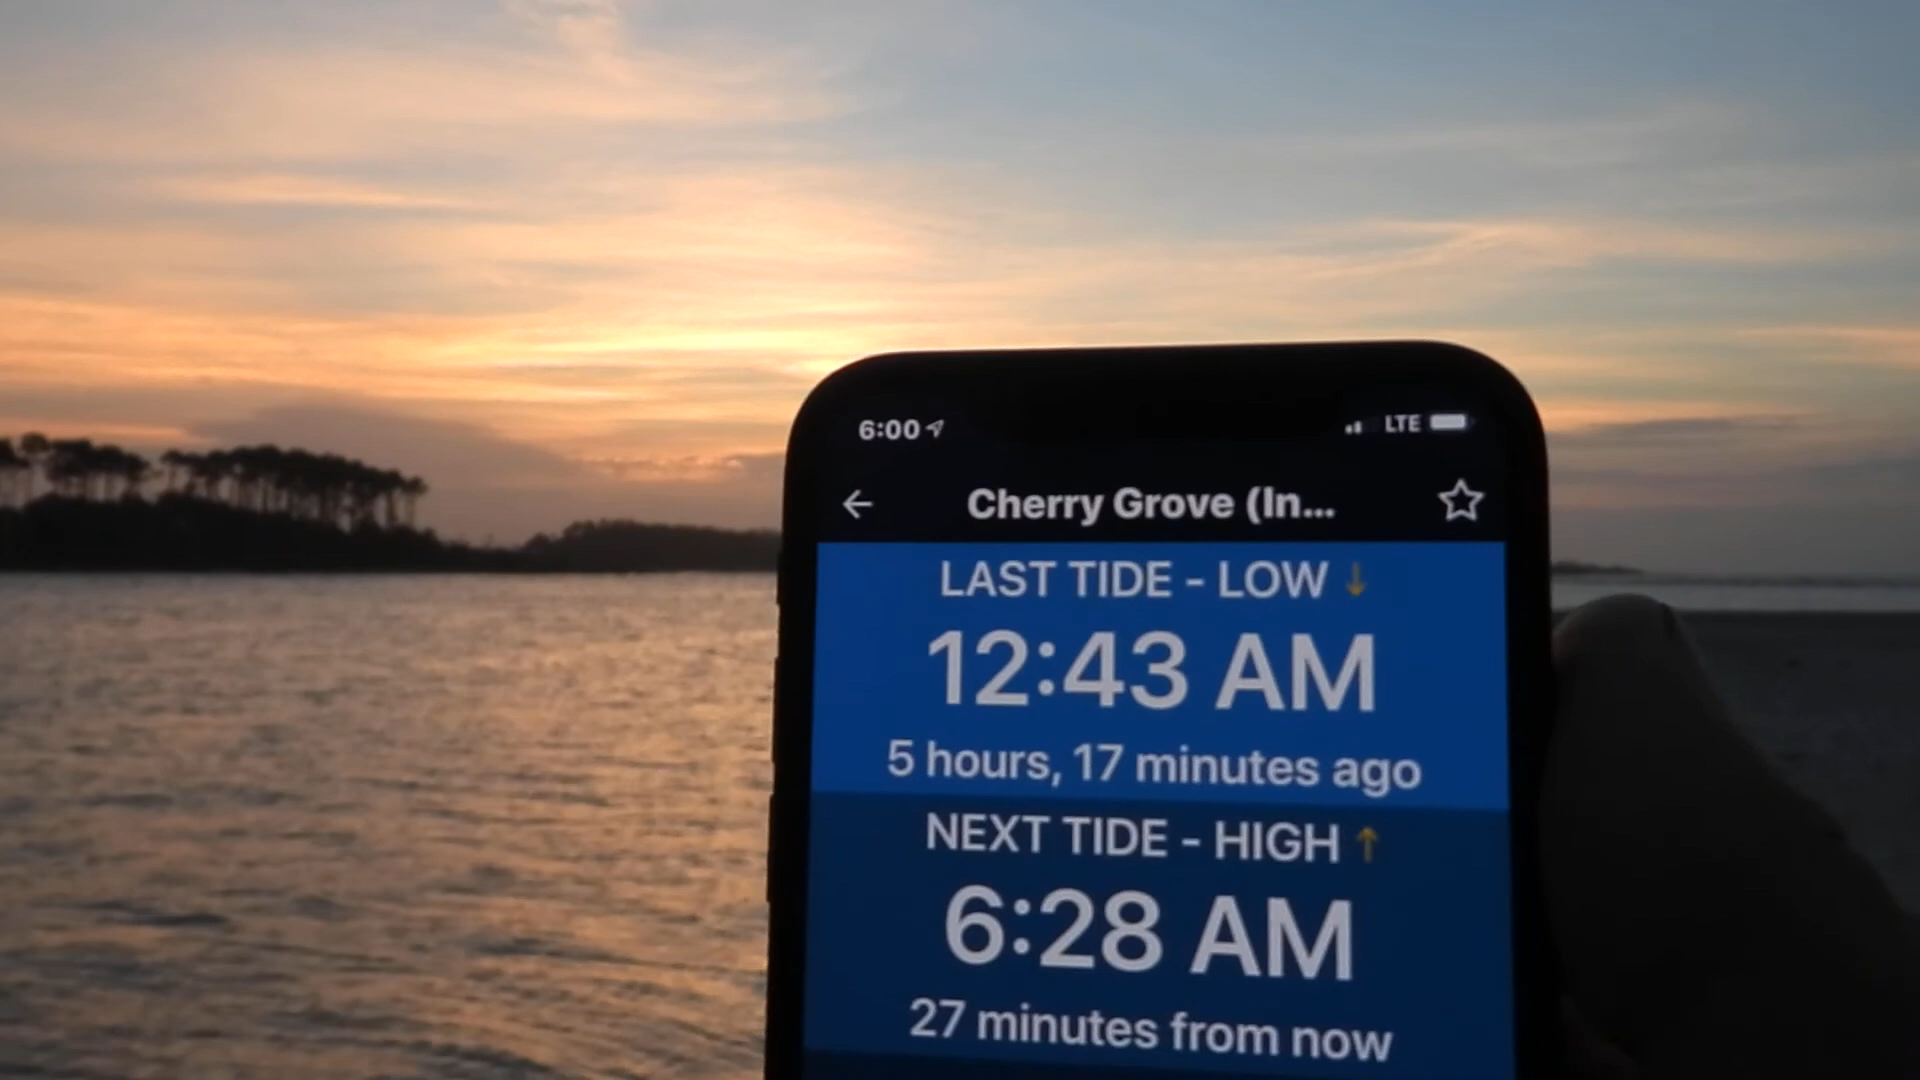 6:00
LTE
Cherry Grove (In...
LAST TIDE - LOW ↓
12:43 AM
5 hours, 17 minutes ago
NEXT TIDE - HIGH ↑
6:28 AM
27 minutes from now